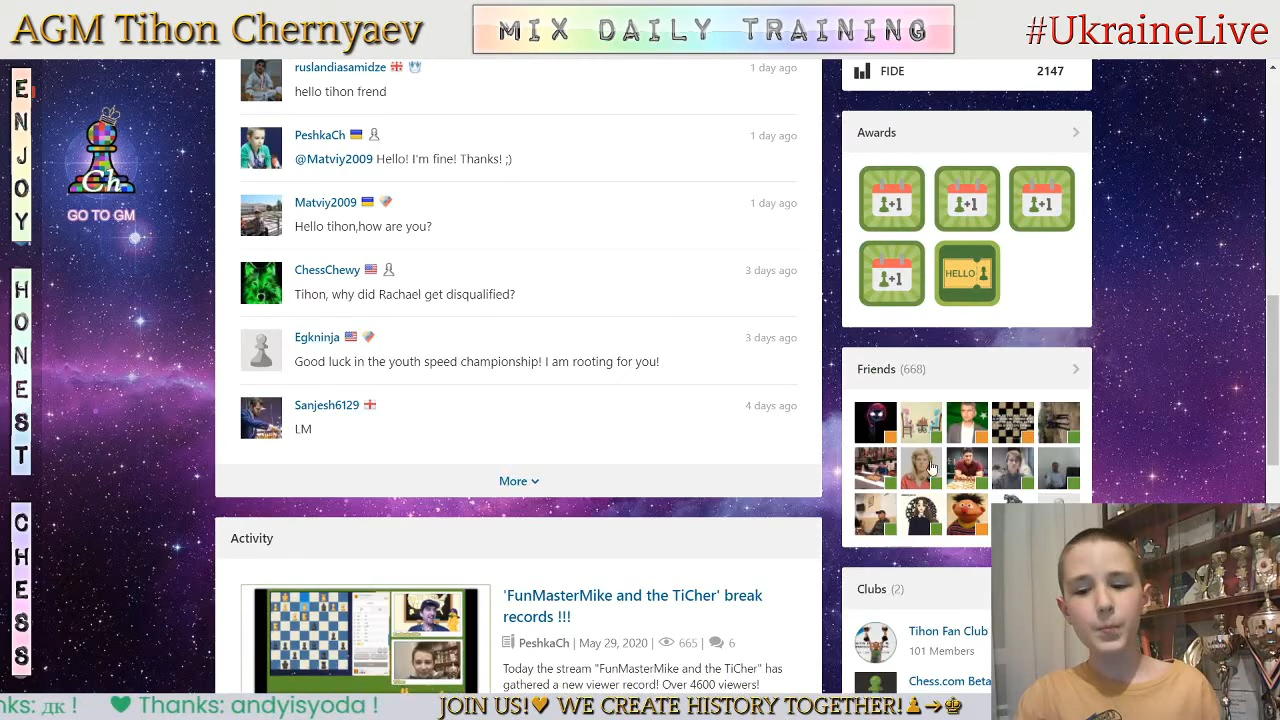 AGM Tihon Chernyaev
MIX DAILY TRAINING
#UkraineLive
ENJOY
HONEST
CHESS
Ch
GO TO GM
ruslandiasamidze
1 day ago
hello tihon frend
PeshkaCh
1 day ago
@Matviy2009 Hello! I'm fine! Thanks! ;)
Matviy2009
1 day ago
Hello tihon,how are you?
ChessChewy
3 days ago
Tihon, why did Rachael get disqualified?
Egkninja
3 days ago
Good luck in the youth speed championship! I am rooting for you!
Sanjesh6129
4 days ago
LM
More
Activity
'FunMasterMike and the TiCher' break
records !!!
PeshkaCh | May 29, 2020 | 665 | 6
Today the stream "FunMasterMike and the TiCher" has
gathered a new viewer record! Over 4600 viewers!
FIDE 2147
Awards
+1
+1
+1
+1
HELLO
Friends (668)
Clubs (2)
Tihon Fan Club
101 Members
Chess.com Beta
nks: дк ! Thanks: andyisyoda !
JOIN US! WE CREATE HISTORY TOGETHER!